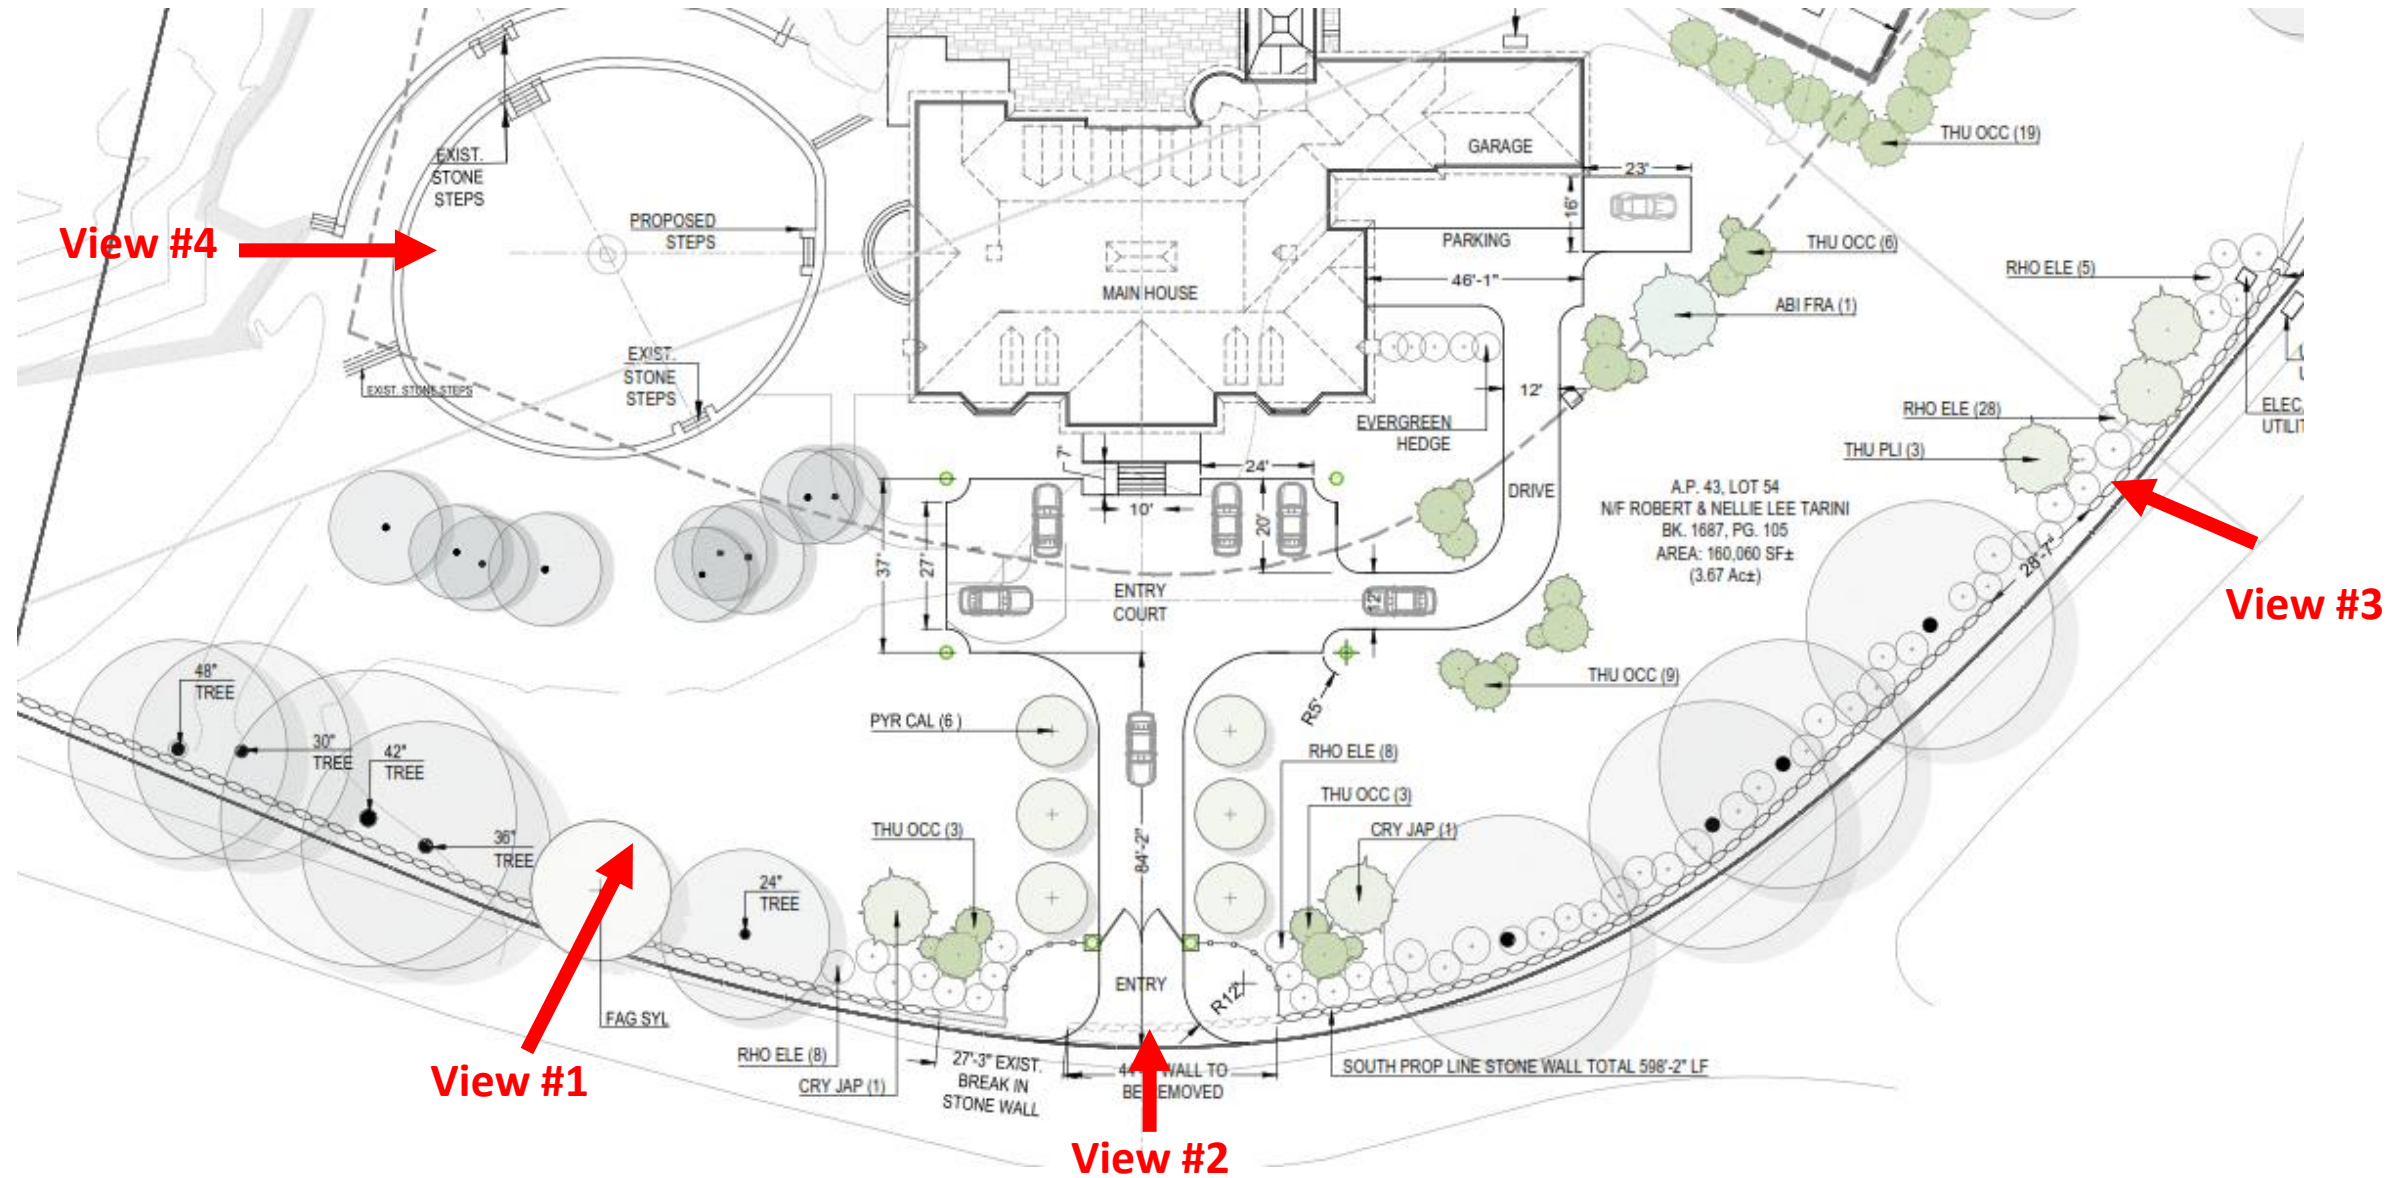 EXIST.
STONE
STEPS
PROPOSED
STEPS
View #4
EXIST.
STONE
STEPS
EXIST. STONE STEPS
GARAGE
PARKING
MAIN HOUSE
23'
16'
46'-1"
THU OCC (19)
THU OCC (6)
RHO ELE (5)
ABI FRA (1)
12'
EVERGREEN
HEDGE
RHO ELE (28)
ELEC.
THU PLI (3)
7'
24'
10'
20'
DRIVE
A.P. 43, LOT 54
N/F ROBERT & NELLIE LEE TARINI
BK. 1687, PG. 105
AREA: 160,060 SF±
(3.67 Ac±)
37'
27'
ENTRY
COURT
12'
28'-7"
View #3
48"
TREE
30"
TREE
42"
TREE
36"
TREE
24"
TREE
PYR CAL (6 )
R5'
THU OCC (9)
RHO ELE (8)
THU OCC (3)
CRY JAP (1)
THU OCC (3)
84'-2"
ENTRY
R12'
FAG SYL
View #1
RHO ELE (8)
CRY JAP (1)
27'-3" EXIST.
BREAK IN
STONE WALL
WALL TO
BE REMOVED
SOUTH PROP LINE STONE WALL TOTAL 598'-2" LF
View #2